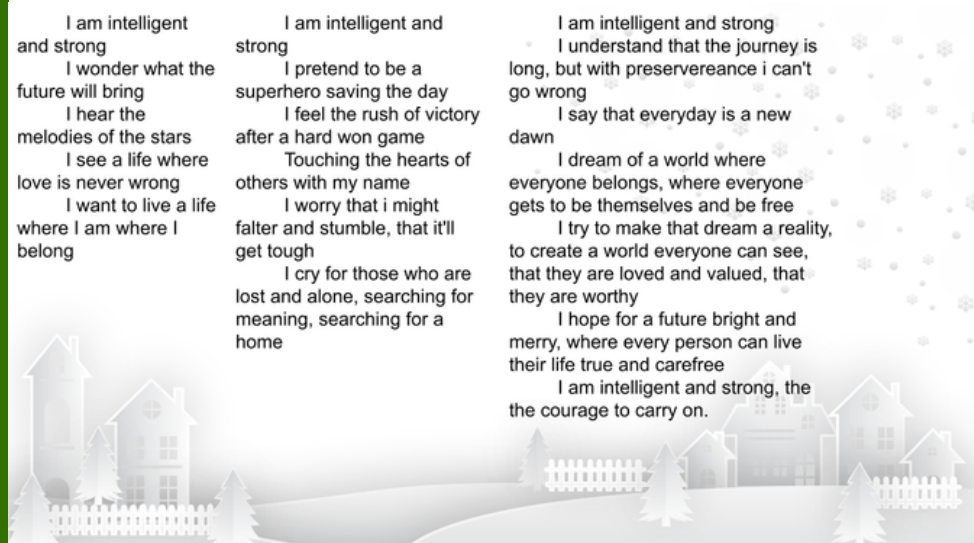 I am intelligent
and strong
I wonder what the
future will bring
I hear the
melodies of the stars
I see a life where
love is never wrong
I want to live a life
where I am where I
belong
I am intelligent and
strong
I pretend to be a
superhero saving the day
I feel the rush of victory
after a hard won game
Touching the hearts of
others with my name
I worry that i might
falter and stumble, that it'll
get tough
I cry for those who are
lost and alone, searching for
meaning, searching for a
home
I am intelligent and strong
I understand that the journey is
long, but with preservereance i can't
go wrong
I say that everyday is a new
dawn
I dream of a world where
everyone belongs, where everyone
gets to be themselves and be free
I try to make that dream a reality,
to create a world everyone can see,
that they are loved and valued, that
they are worthy
I hope for a future bright and
merry, where every person can live
their life true and carefree
I am intelligent and strong, the
the courage to carry on.